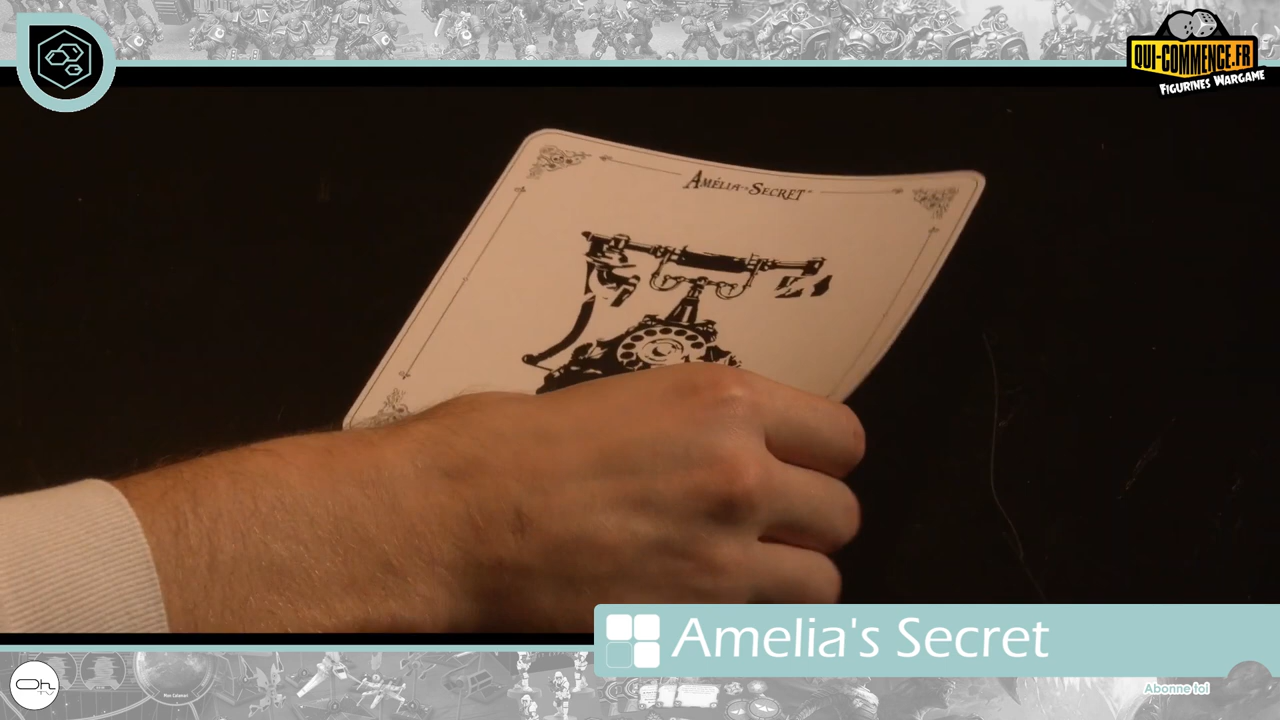 QUI-COMMENCE.FR
FIGURINES WARGAME
AMÉLIA SECRET
Amelia's Secret
Abonne toi